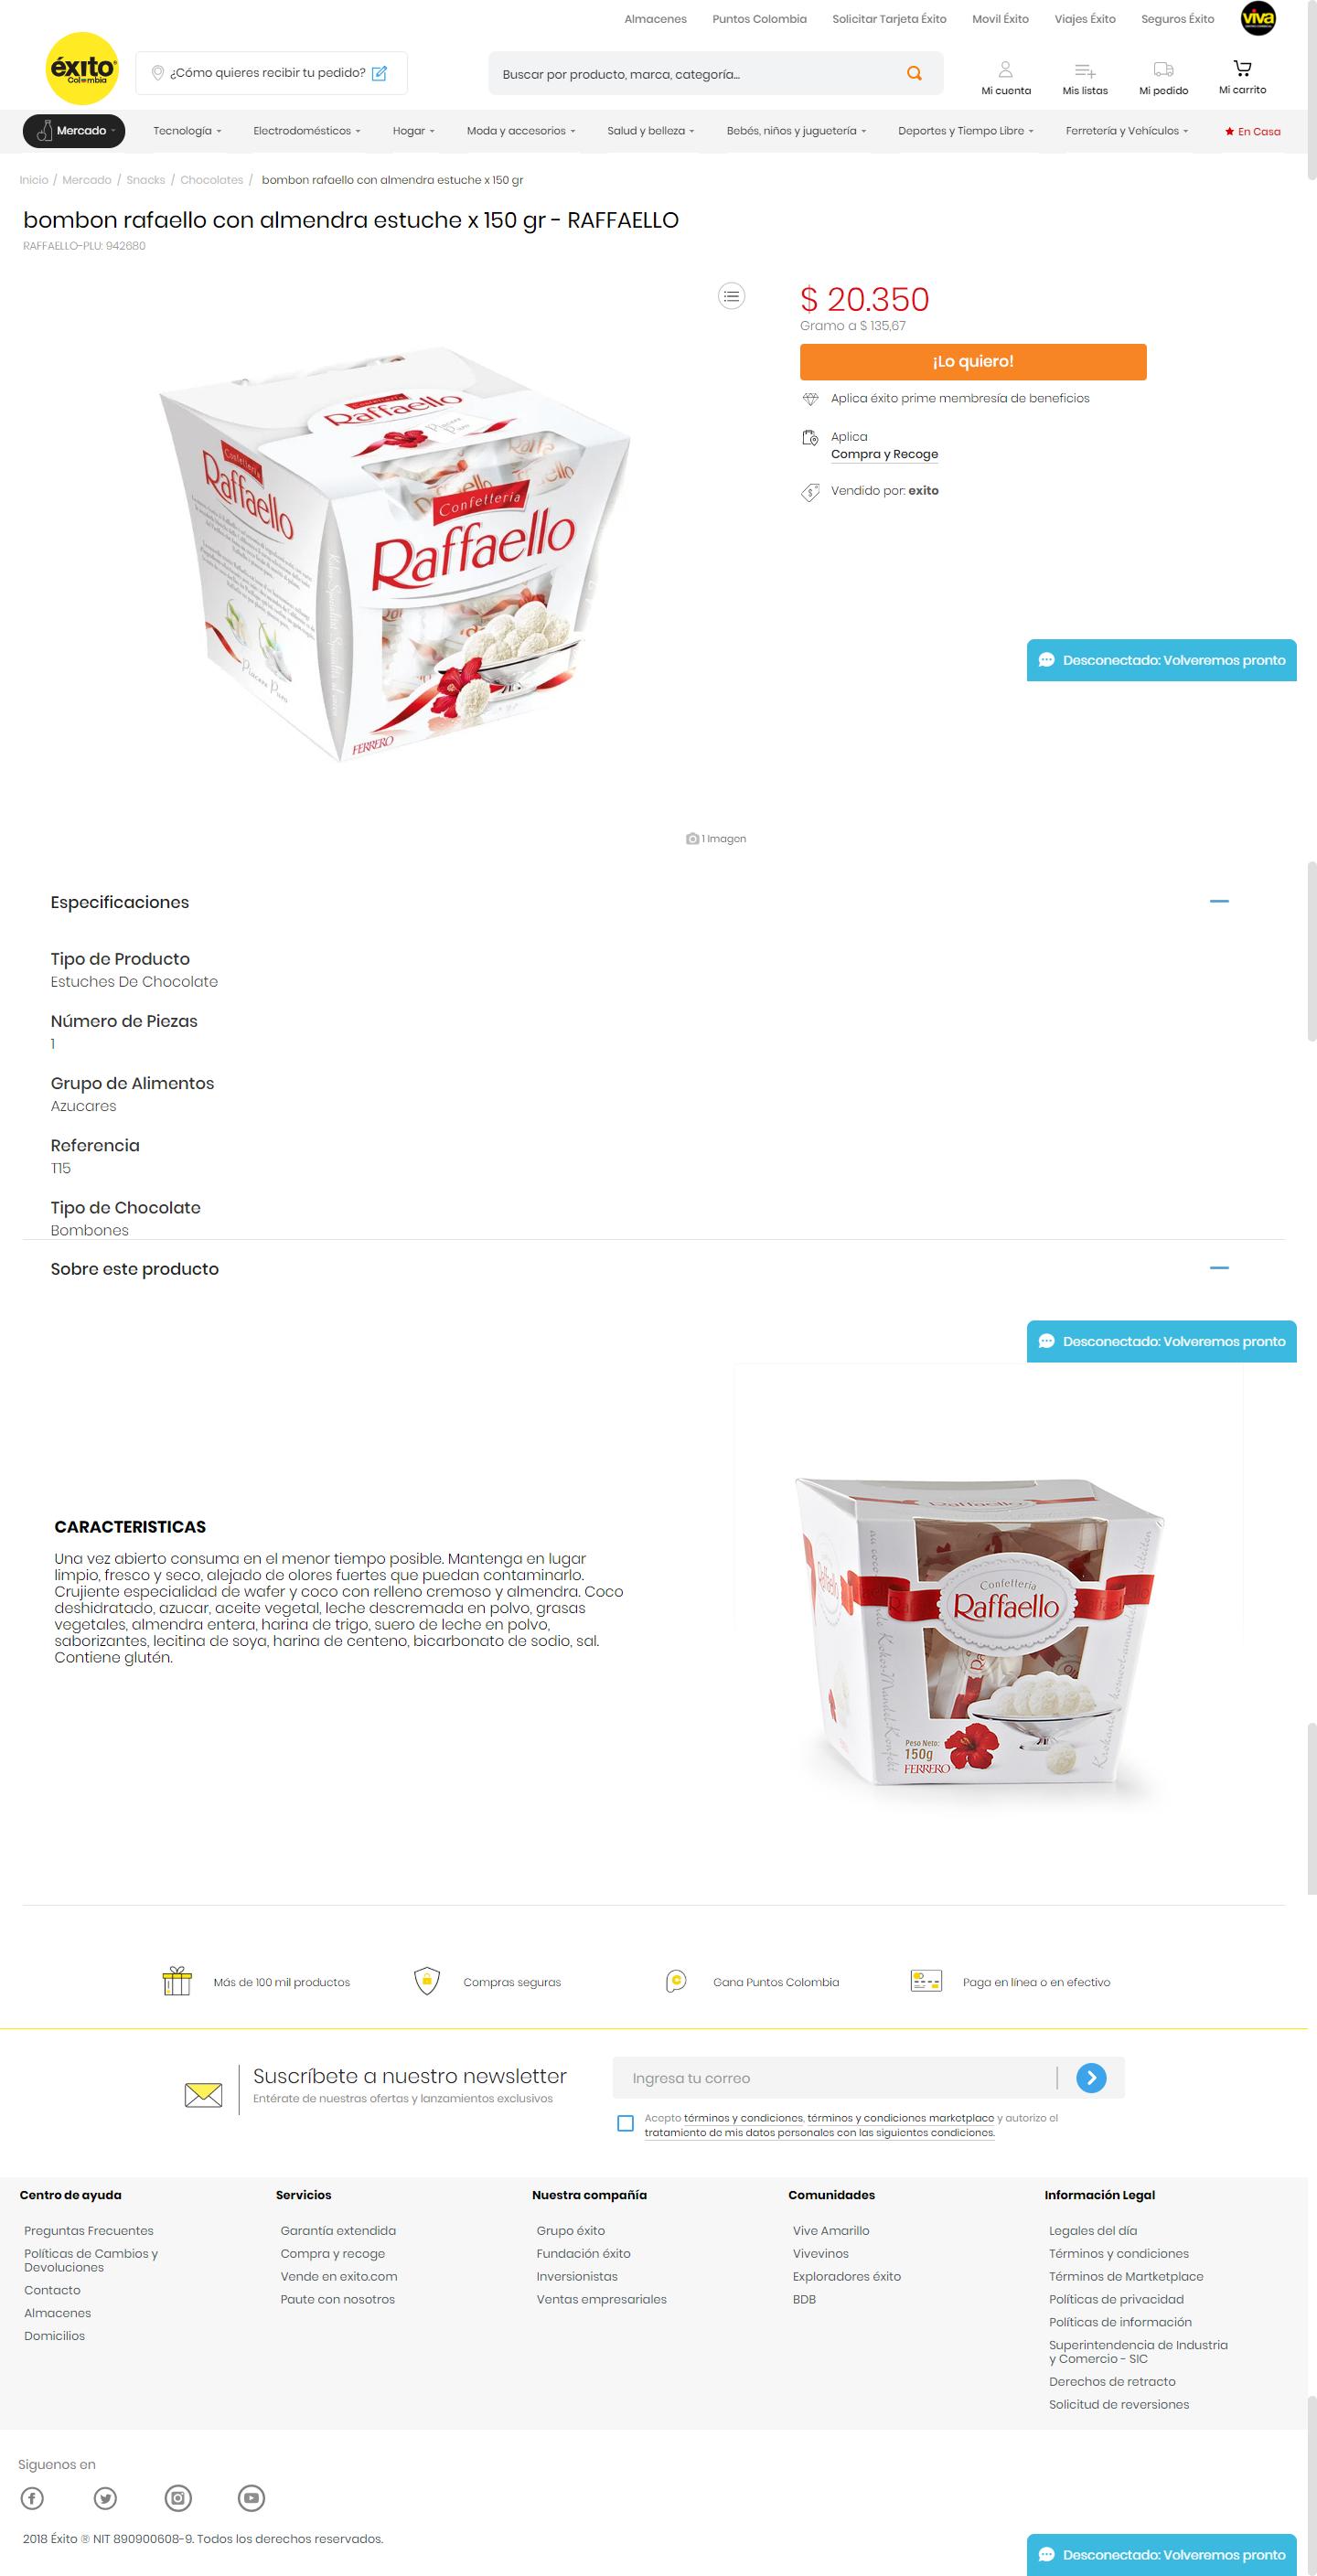 Almacenes Puntos Colombia Solicitar Tarjeta Éxito Movil Éxito Viajes Éxito Seguros Éxito viva
éxito
Colombia
¿Cómo quieres recibir tu pedido?
Buscar por producto, marca, categoría...
Mi cuenta Mis listas Mi pedido Mi carrito
Mercado Tecnología Electrodomésticos Hogar Moda y accesorios Salud y belleza Bebés, niños y juguetería Deportes y Tiempo Libre Ferretería y Vehículos En Casa
Inicio / Mercado / Snacks / Chocolates / bombon rafaello con almendra estuche x 150 gr
bombon rafaello con almendra estuche x 150 gr - RAFFAELLO
RAFFAELLO-PLU: 942680
$ 20.350
Gramo a $ 135,67
¡Lo quiero!
Aplica éxito prime membresía de beneficios
Aplica
Compra y Recoge
Vendido por: exito
Confetteria
Raffaello
Confetteria
Raffaello
Confetteria
Raffaello
Piacere Puro
FERRERO
Desconectado: Volveremos pronto
1 Imagen
Especificaciones
Tipo de Producto
Estuches De Chocolate
Número de Piezas
1
Grupo de Alimentos
Azucares
Referencia
T15
Tipo de Chocolate
Bombones
Sobre este producto
Desconectado: Volveremos pronto
CARACTERISTICAS
Una vez abierto consuma en el menor tiempo posible. Mantenga en lugar
limpio, fresco y seco, alejado de olores fuertes que puedan contaminarlo.
Crujiente especialidad de wafer y coco con relleno cremoso y almendra. Coco
deshidratado, azucar, aceite vegetal, leche descremada en polvo, grasas
vegetales, almendra entera, harina de trigo, suero de leche en polvo,
saborizantes, lecitina de soya, harina de centeno, bicarbonato de sodio, sal.
Contiene glutén.
Raffaello
Confetteria
Raffaello
Peso Neto:
150g
FERRERO
Más de 100 mil productos
Compras seguras
Gana Puntos Colombia
Paga en línea o en efectivo
Suscríbete a nuestro newsletter
Entérate de nuestras ofertas y lanzamientos exclusivos
Ingresa tu correo
Acepto términos y condiciones, términos y condiciones marketplace y autorizo el
tratamiento de mis datos personales con las siguientes condiciones.
Centro de ayuda
Preguntas Frecuentes
Políticas de Cambios y
Devoluciones
Contacto
Almacenes
Domicilios
Servicios
Garantía extendida
Compra y recoge
Vende en exito.com
Paute con nosotros
Nuestra compañía
Grupo éxito
Fundación éxito
Inversionistas
Ventas empresariales
Comunidades
Vive Amarillo
Vivevinos
Exploradores éxito
BDB
Información Legal
Legales del día
Términos y condiciones
Términos de Martketplace
Políticas de privacidad
Políticas de información
Superintendencia de Industria
y Comercio - SIC
Derechos de retracto
Solicitud de reversiones
Siguenos en
2018 Éxito ® NIT 890900608-9. Todos los derechos reservados.
Desconectado: Volveremos pronto